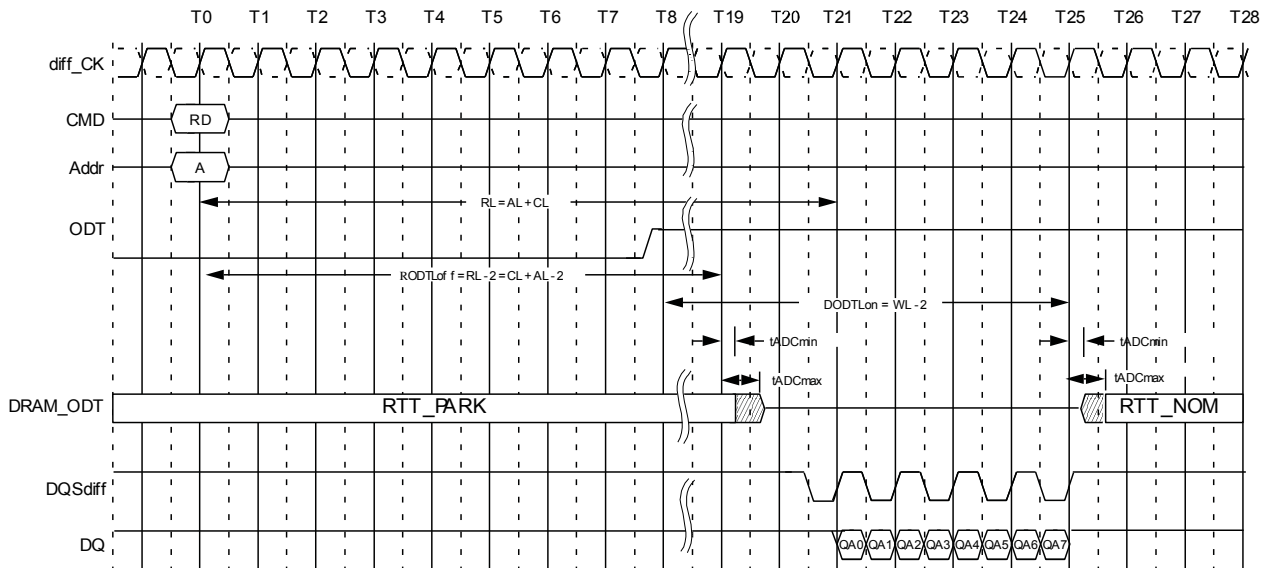 T0 T1 T2 T3 T4 T5 T6 T7 T8 T19 T20 T21 T22 T23 T24 T25 T26 T27 T28
diff_CK
CMD RD
Addr A
RL = AL + CL
ODT
RODTLoff = RL - 2 = CL + AL - 2
DODTLon = WL - 2
tADCmin tADCmin
tADCmax tADCmax
DRAM_ODT RTT_PARK RTT_NOM
DQSdiff
DQ QA0 QA1 QA2 QA3 QA4 QA5 QA6 QA7